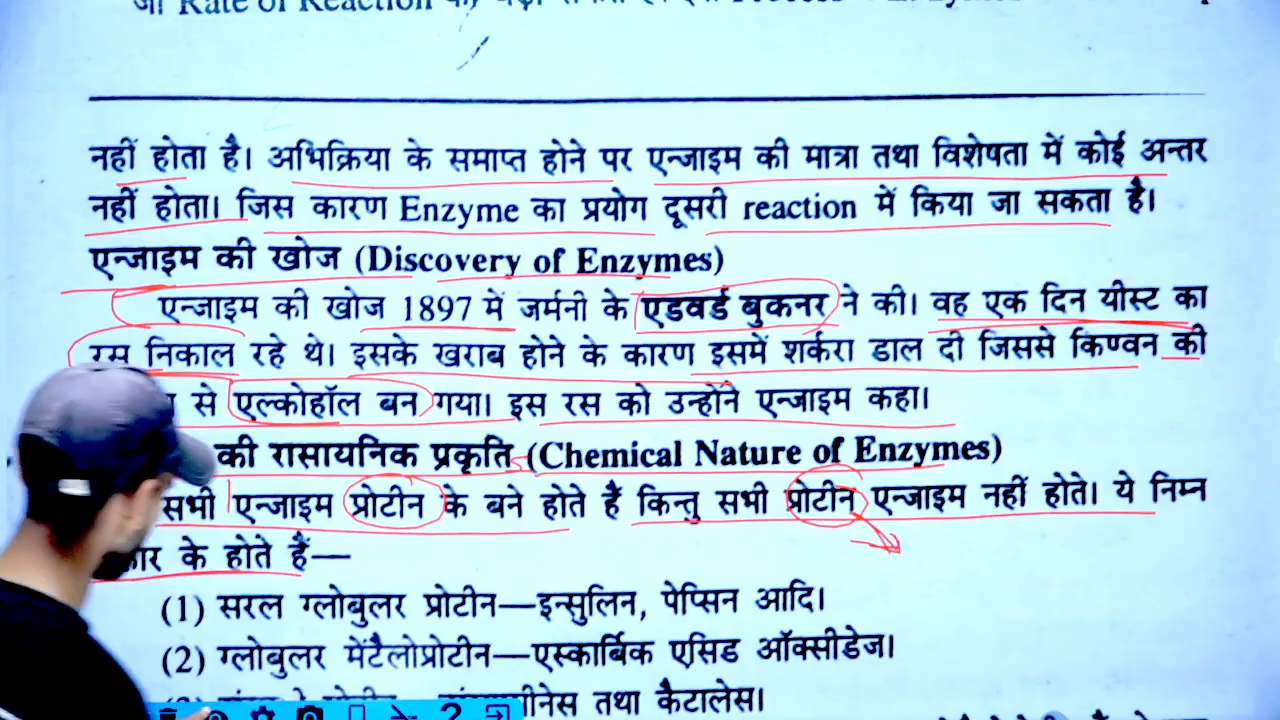 जा Rate of Reaction
नहीं होता है। अभिक्रिया के समाप्त होने पर एन्जाइम की मात्रा तथा विशेषता में कोई अन्तर
नहीं होता। जिस कारण Enzyme का प्रयोग दूसरी reaction में किया जा सकता है।
एन्जाइम की खोज (Discovery of Enzymes)
एन्जाइम की खोज 1897 में जर्मनी के एडवर्ड बुकनर ने की। वह एक दिन यीस्ट का
रस निकाल रहे थे। इसके खराब होने के कारण इसमें शर्करा डाल दी जिससे किण्वन की
से एल्कोहॉल बन गया। इस रस को उन्होंने एन्जाइम कहा।
की रासायनिक प्रकृति (Chemical Nature of Enzymes)
सभी एन्जाइम प्रोटीन के बने होते हैं किन्तु सभी प्रोटीन एन्जाइम नहीं होते। ये निम्न
के होते हैं—
(1) सरल ग्लोबुलर प्रोटीन—इन्सुलिन, पेप्सिन आदि।
(2) ग्लोबुलर मेंटैलोप्रोटीन—एस्कार्बिक एसिड ऑक्सीडेज।
तथा कैटालेस।